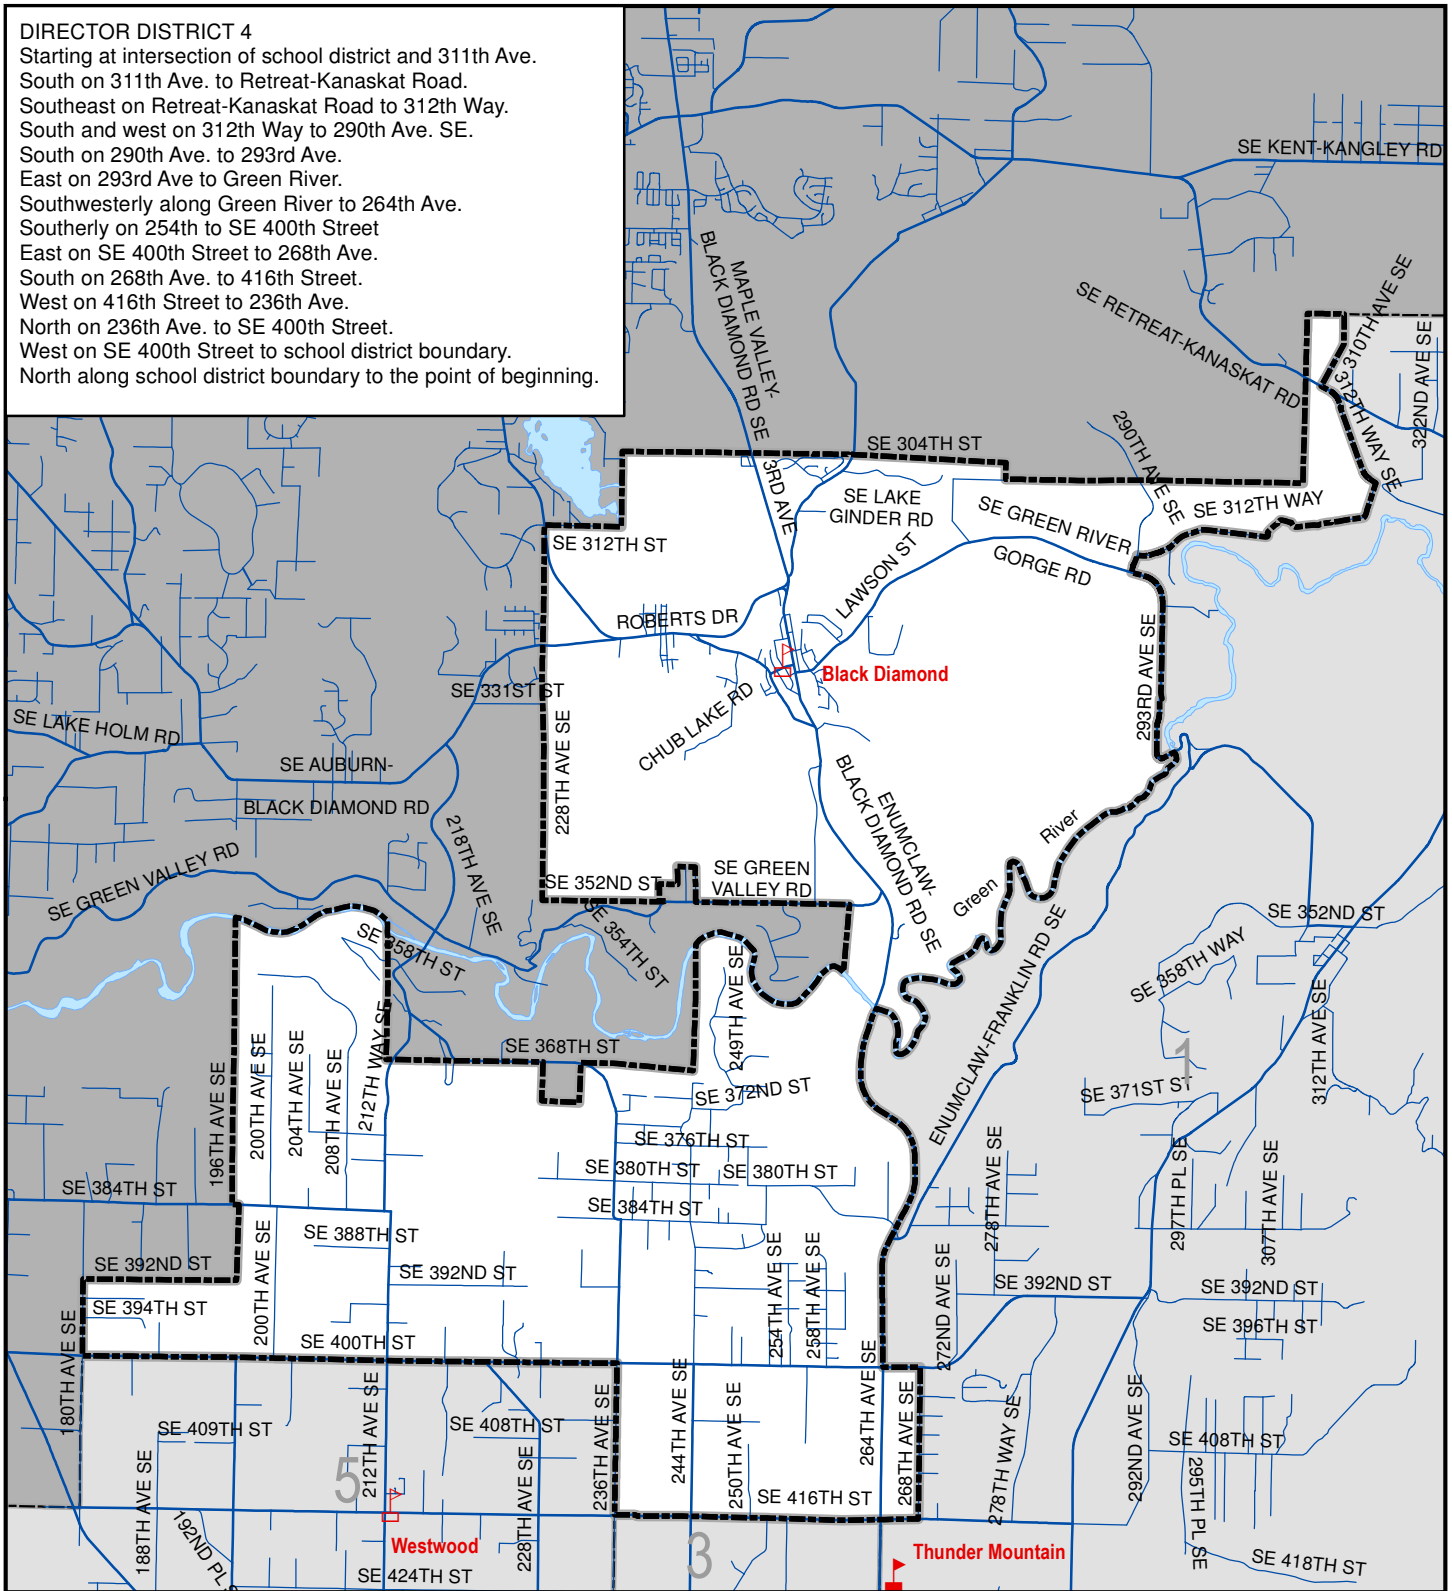 DIRECTOR DISTRICT 4
Starting at intersection of school district and 311th Ave.
South on 311th Ave. to Retreat-Kanaskat Road.
Southeast on Retreat-Kanaskat Road to 312th Way.
South and west on 312th Way to 290th Ave. SE.
South on 290th Ave. to 293rd Ave.
East on 293rd Ave to Green River.
Southwesterly along Green River to 264th Ave.
Southerly on 254th to SE 400th Street
East on SE 400th Street to 268th Ave.
South on 268th Ave. to 416th Street.
West on 416th Street to 236th Ave.
North on 236th Ave. to SE 400th Street.
West on SE 400th Street to school district boundary.
North along school district boundary to the point of beginning.
SE KENT-KANGLEY RD
MAPLE VALLEY-
BLACK DIAMOND RD SE
SE RETREAT-KANASKAT RD
310TH AVE SE
312TH WAY SE
322ND AVE SE
SE 304TH ST
290TH AVE SE
3RD AVE
SE LAKE
GINDER RD
SE GREEN RIVER
GORGE RD
SE 312TH WAY
SE 312TH ST
LAWSON ST
ROBERTS DR
Black Diamond
293RD AVE SE
SE 331ST ST
CHUB LAKE RD
SE LAKE HOLM RD
228TH AVE SE
SE AUBURN-
BLACK DIAMOND RD
218TH AVE SE
ENUMCLAW-
BLACK DIAMOND RD SE
River
Green
SE GREEN VALLEY RD
SE 352ND ST
SE GREEN
VALLEY RD
SE 354TH ST
SE 358TH ST
SE 352ND ST
SE 358TH WAY
ENUMCLAW-FRANKLIN RD SE
249TH AVE SE
312TH AVE SE
196TH AVE SE
200TH AVE SE
204TH AVE SE
208TH AVE SE
212TH WAY SE
SE 368TH ST
1
SE 371ST ST
SE 372ND ST
SE 376TH ST
SE 380TH ST
SE 380TH ST
SE 384TH ST
SE 384TH ST
278TH AVE SE
297TH PL SE
307TH AVE SE
SE 388TH ST
200TH AVE SE
SE 392ND ST
SE 392ND ST
254TH AVE SE
258TH AVE SE
272ND AVE SE
SE 392ND ST
SE 392ND ST
SE 394TH ST
SE 396TH ST
SE 400TH ST
180TH AVE SE
SE 409TH ST
188TH AVE SE
192ND PL S
212TH AVE SE
5
SE 408TH ST
228TH AVE SE
236TH AVE SE
244TH AVE SE
250TH AVE SE
264TH AVE SE
268TH AVE SE
278TH WAY SE
292ND AVE SE
SE 408TH ST
295TH PL SE
SE 416TH ST
Westwood
3
Thunder Mountain
SE 418TH ST
SE 424TH ST